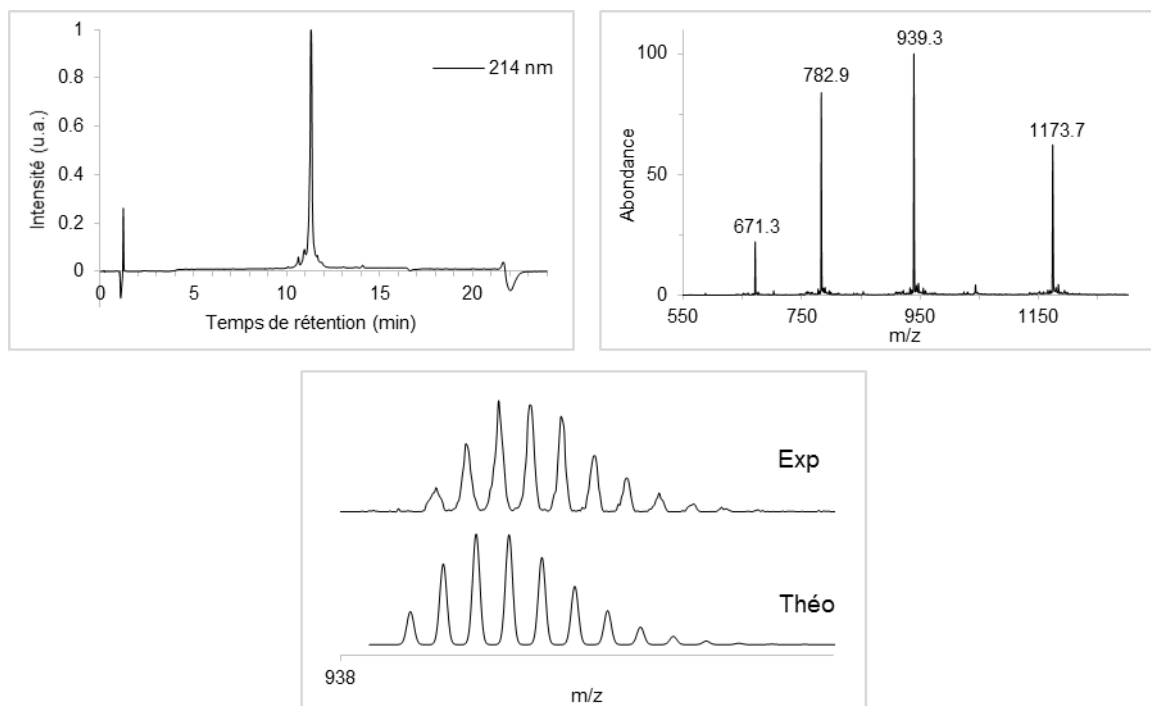 Intensité (u.a.)
1
0.8
0.6
0.4
0.2
0
214 nm
0 5 10 15 20
Temps de rétention (min)
Abondance
100
50
0
671.3
782.9
939.3
1173.7
550 750 950 1150
m/z
Exp
Théo
938
m/z